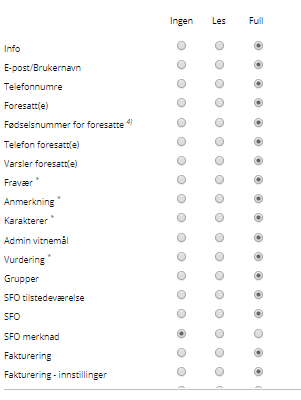 Ingen Les Full
Info
E-post/Brukernavn
Telefonnumre
Foresatt(e)
Fødselsnummer for foresatte 4)
Telefon foresatt(e)
Varsler foresatt(e)
Fravær *
Anmerkning *
Karakterer *
Admin vitnemål
Vurdering *
Grupper
SFO tilstedeværelse
SFO
SFO merknad
Fakturering
Fakturering - innstillinger